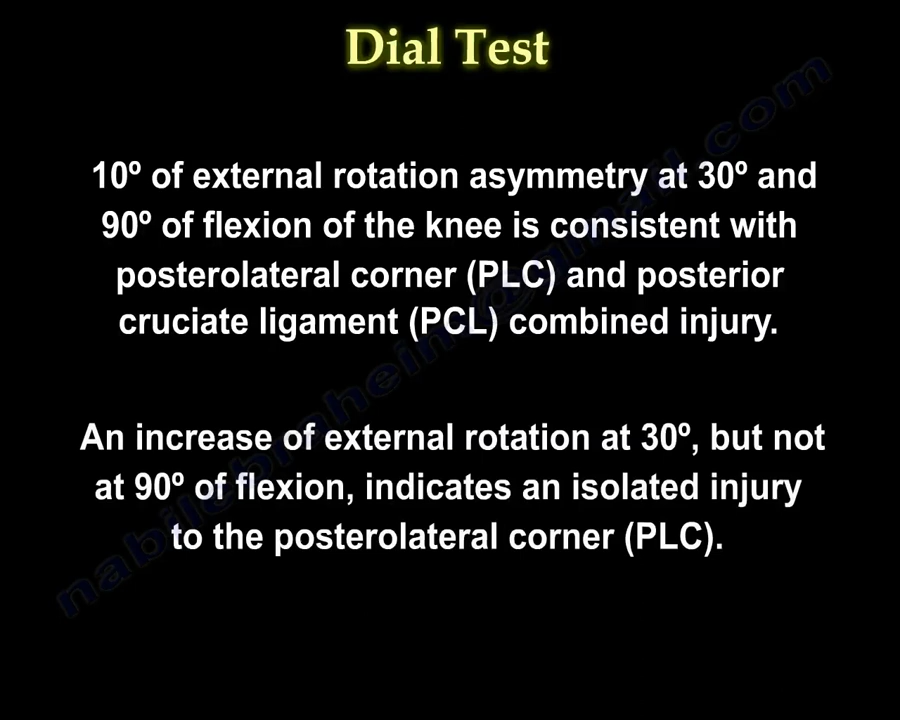 Dial Test
10º of external rotation asymmetry at 30º and
90º of flexion of the knee is consistent with
posterolateral corner (PLC) and posterior
cruciate ligament (PCL) combined injury.
An increase of external rotation at 30º, but not
at 90º of flexion, indicates an isolated injury
to the posterolateral corner (PLC).